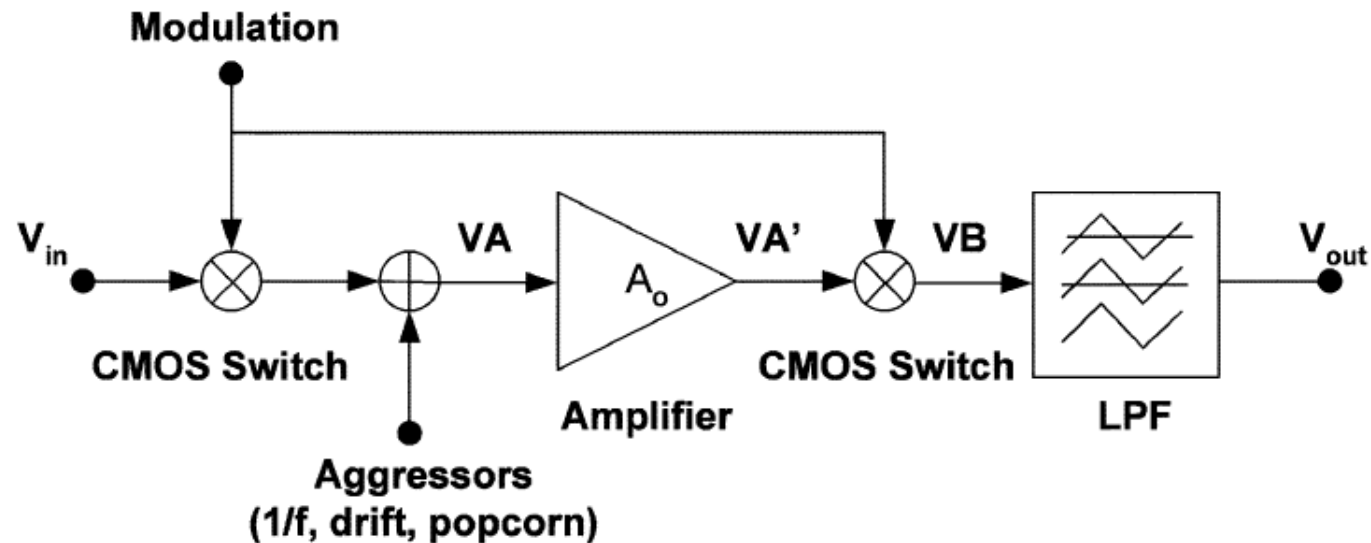 Modulation
V_in
VA
A_o
VA’
VB
V_out
CMOS Switch
CMOS Switch
Amplifier
LPF
Aggressors
(1/f, drift, popcorn)